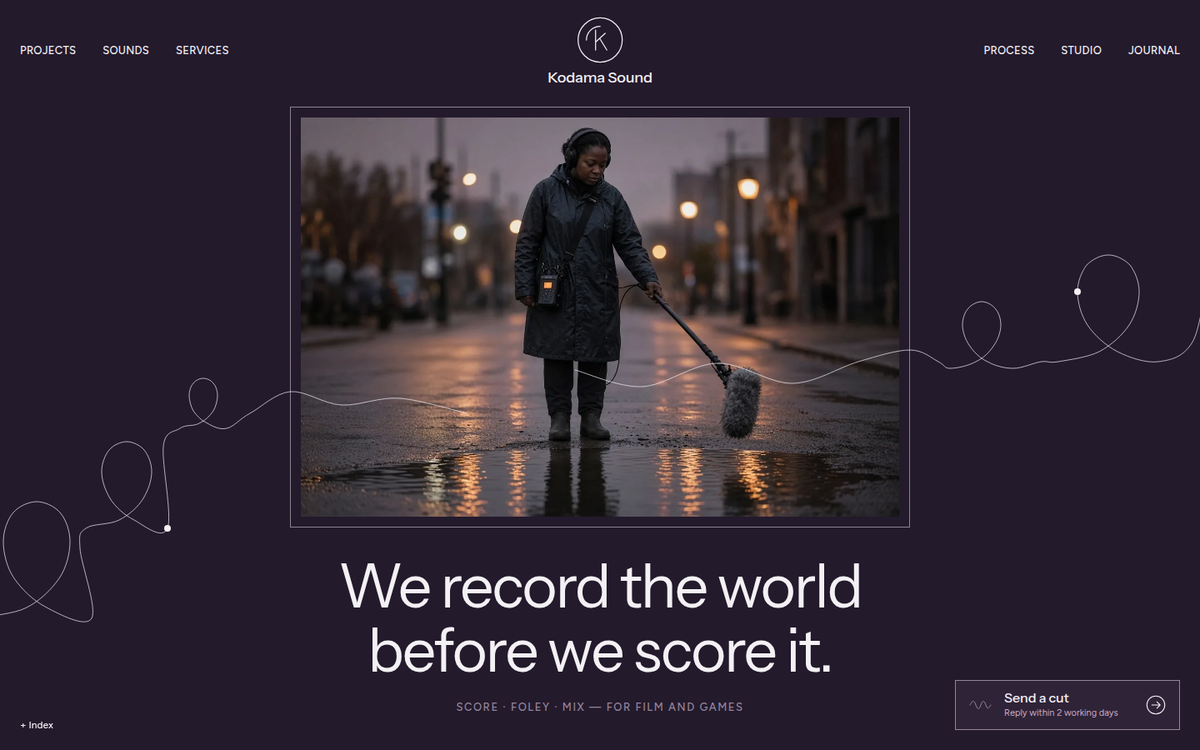 PROJECTS SOUNDS SERVICES
K
Kodama Sound
PROCESS STUDIO JOURNAL
We record the world
before we score it.
SCORE · FOLEY · MIX — FOR FILM AND GAMES
+ Index
Send a cut
Reply within 2 working days